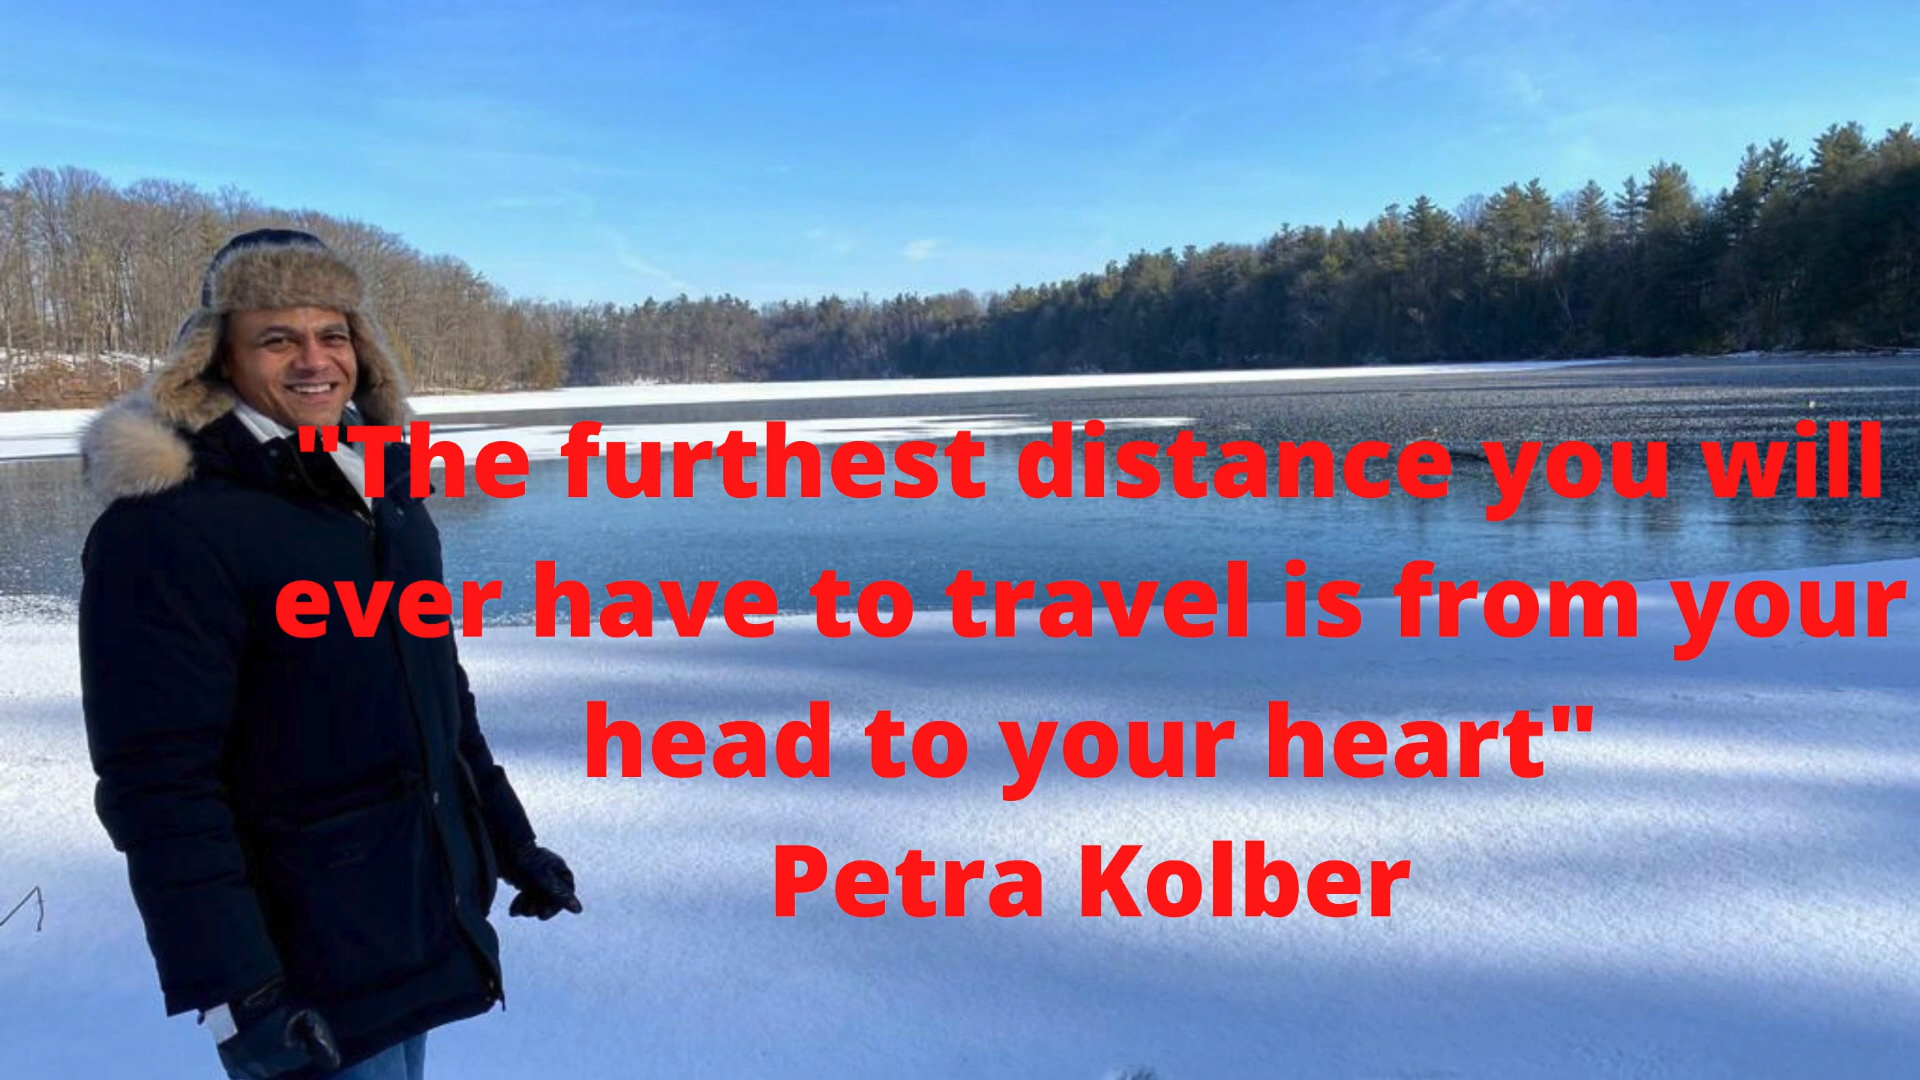 "The furthest distance you will
ever have to travel is from your
head to your heart"
Petra Kolber